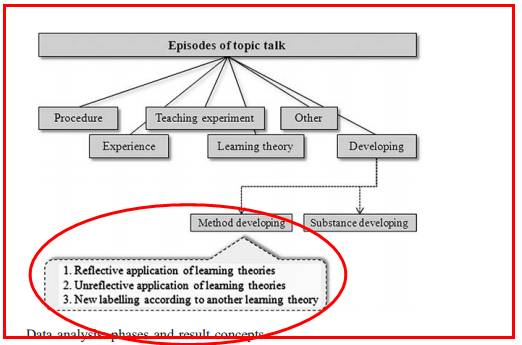 Episodes of topic talk
Procedure
Teaching experiment
Other
Experience
Learning theory
Developing
Method developing
Substance developing
1. Reflective application of learning theories
2. Unreflective application of learning theories
3. New labelling according to another learning theory
Data analysis phases and result concepts